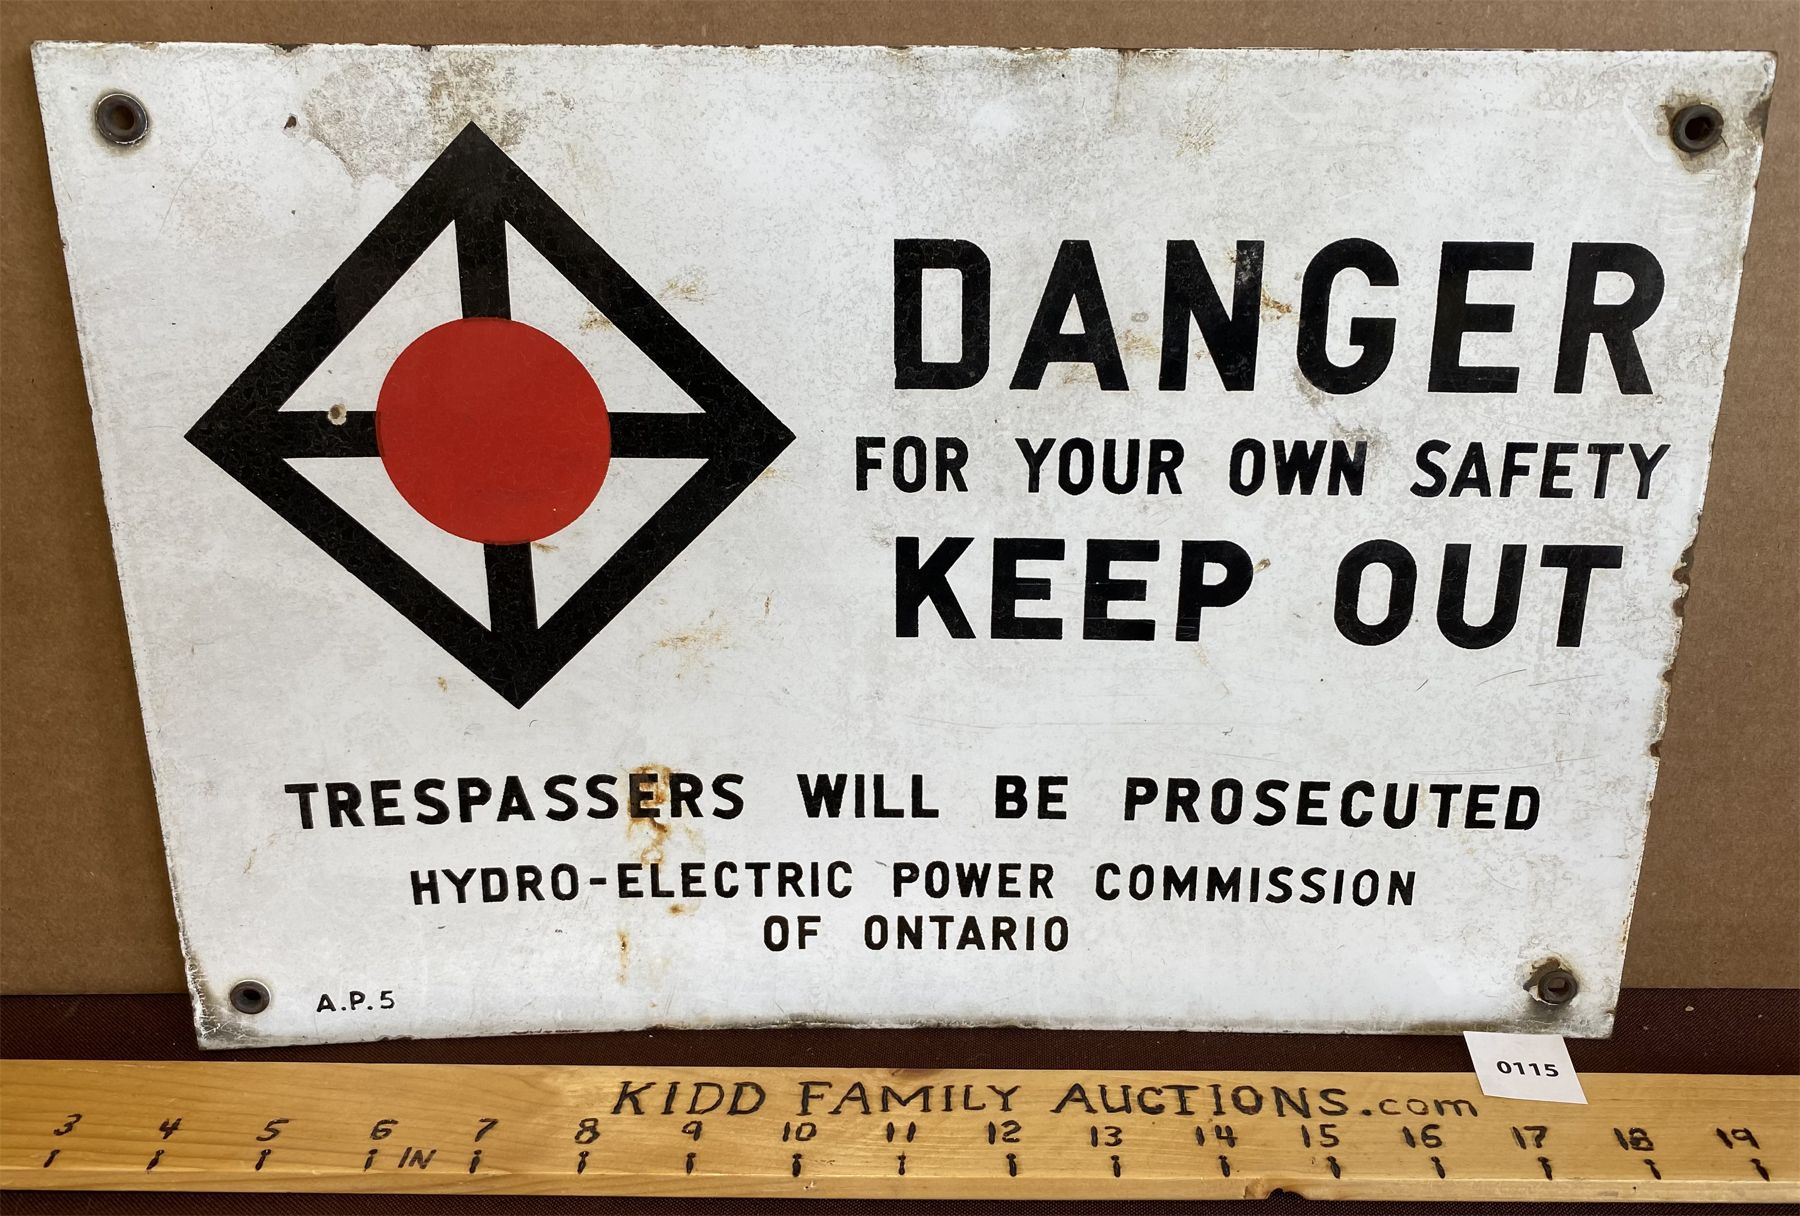 DANGER
FOR YOUR OWN SAFETY
KEEP OUT
TRESPASSERS WILL BE PROSECUTED
HYDRO-ELECTRIC POWER COMMISSION
OF ONTARIO
A.P.5
0115
KIDD FAMILY AUCTIONS.com
3 4 5 6 IN 7 8 9 10 11 12 13 14 15 16 17 18 19